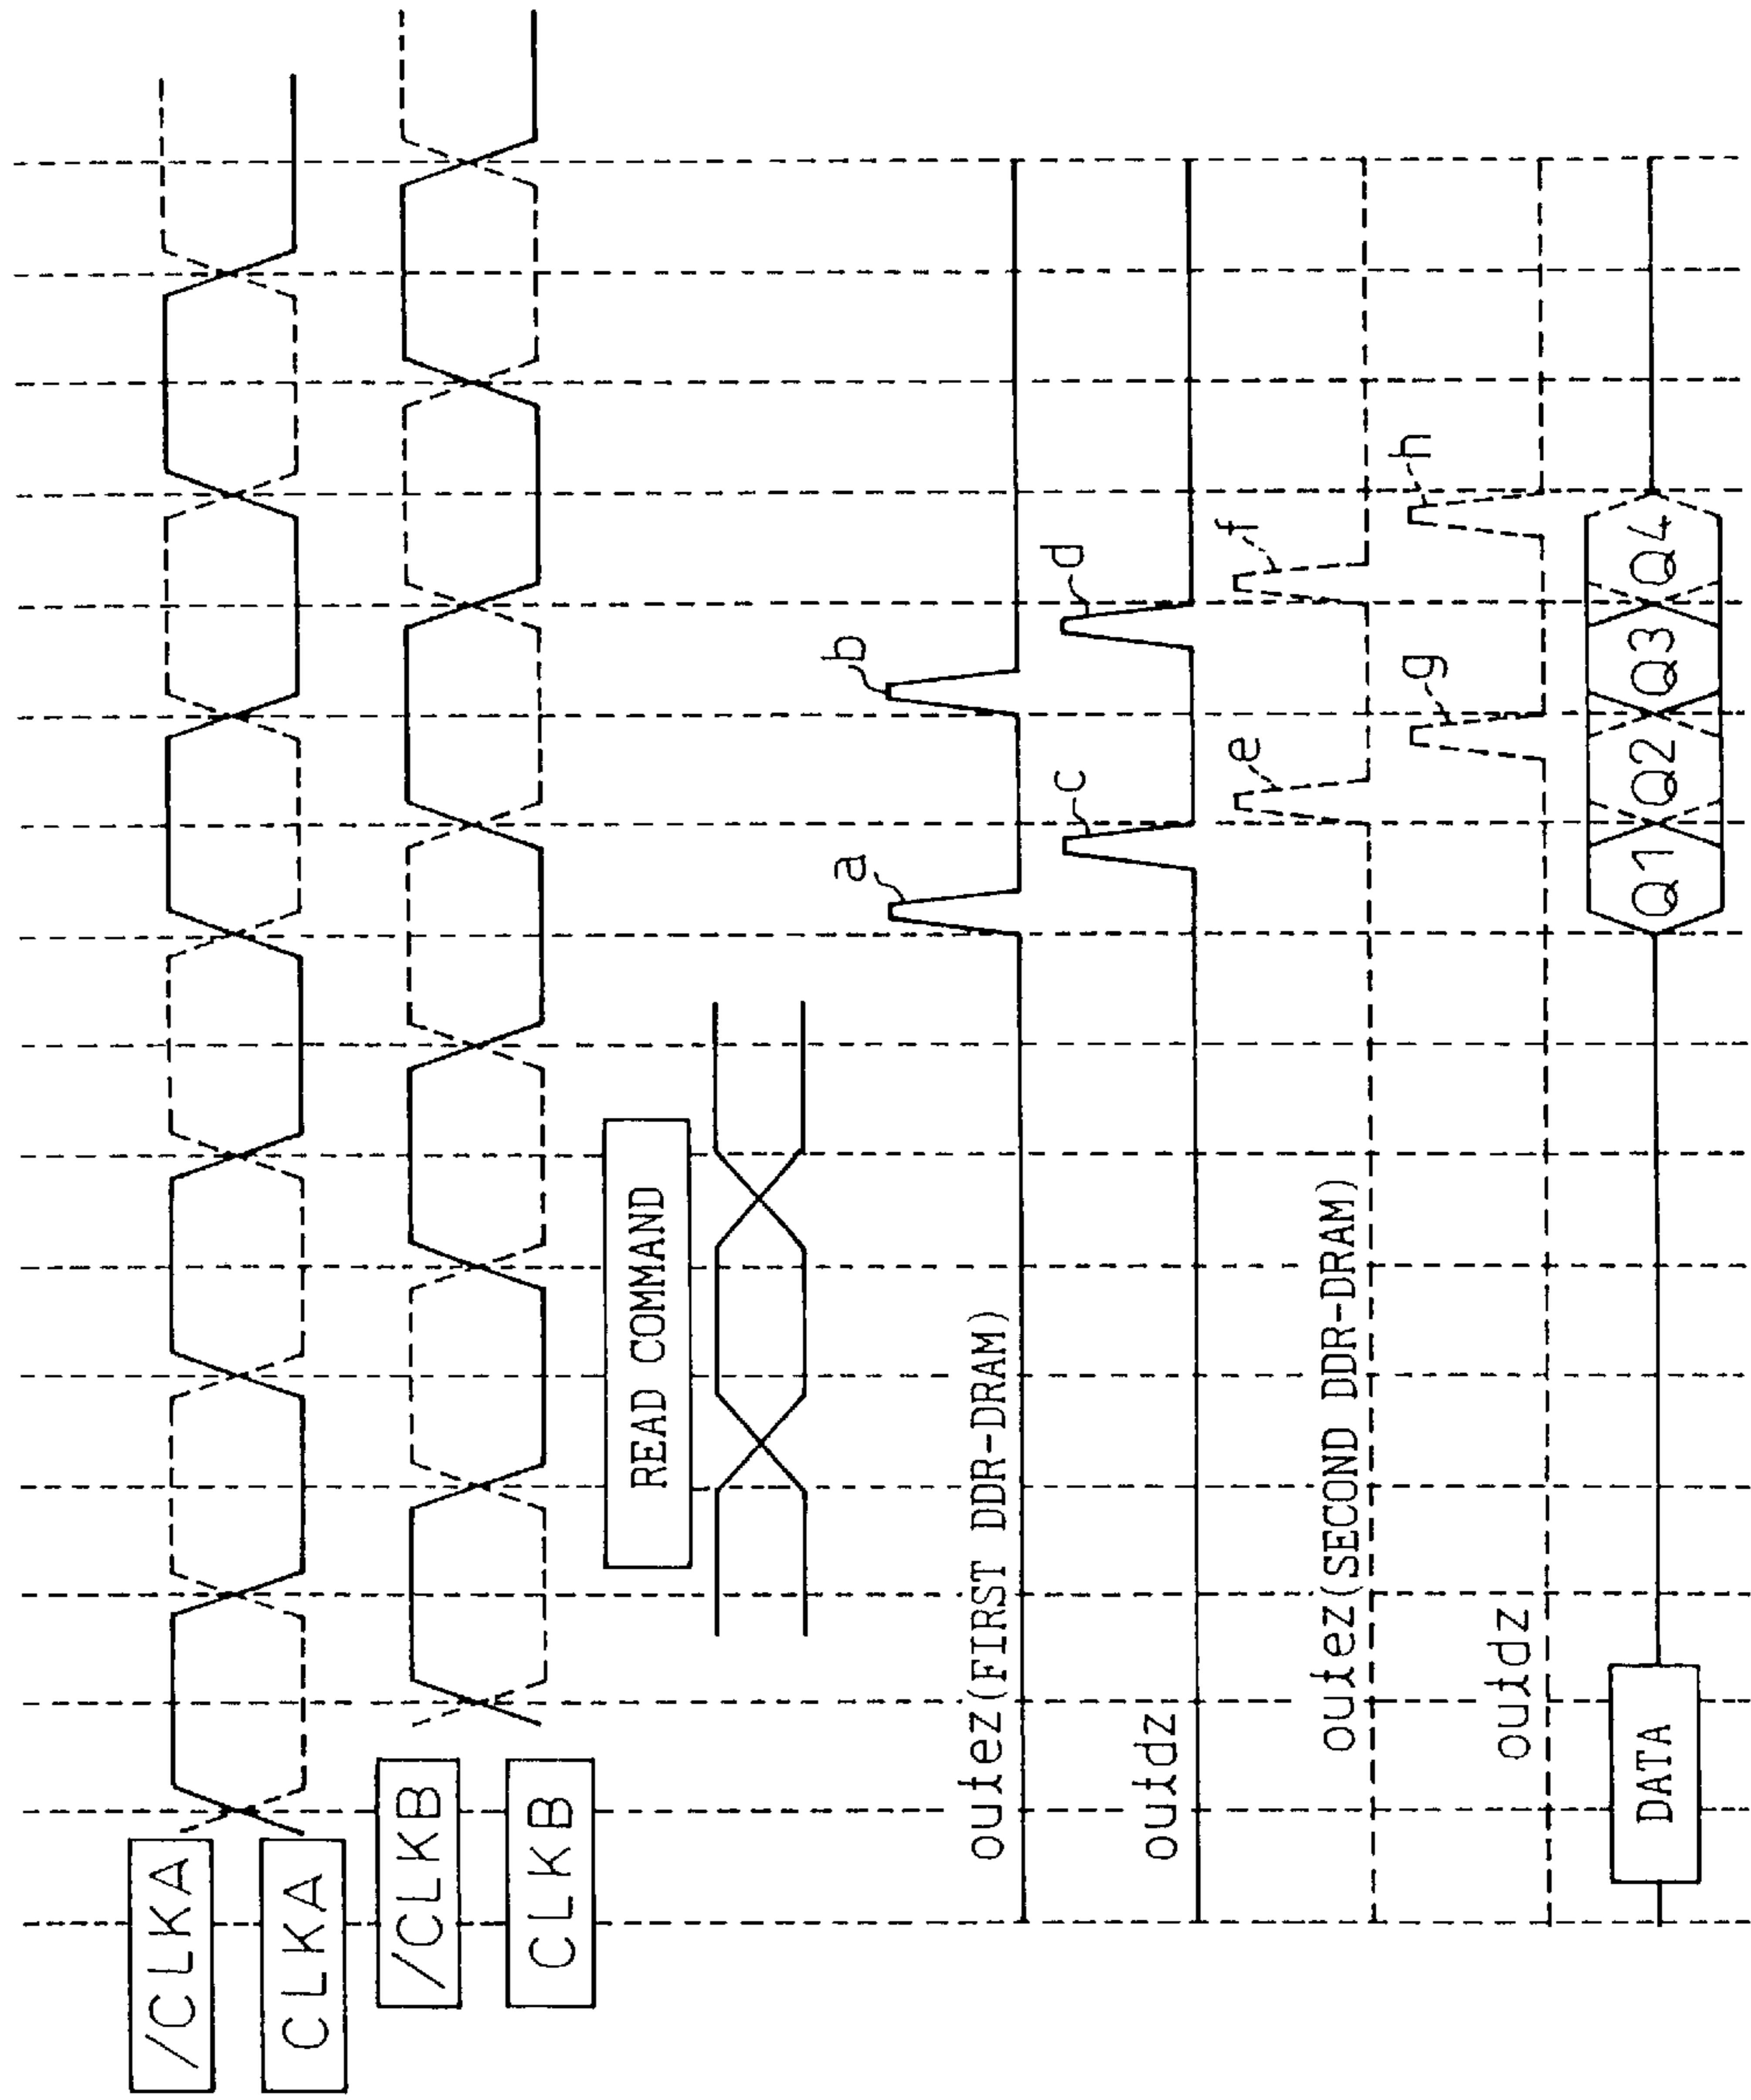 /CLKA
CLKA
/CLKB
CLKB
READ COMMAND
a
b
outez(FIRST DDR-DRAM)
c
d
outdz
e
f
outez(SECOND DDR-DRAM)
g
h
outdz
DATA
Q1 Q2 Q3 Q4